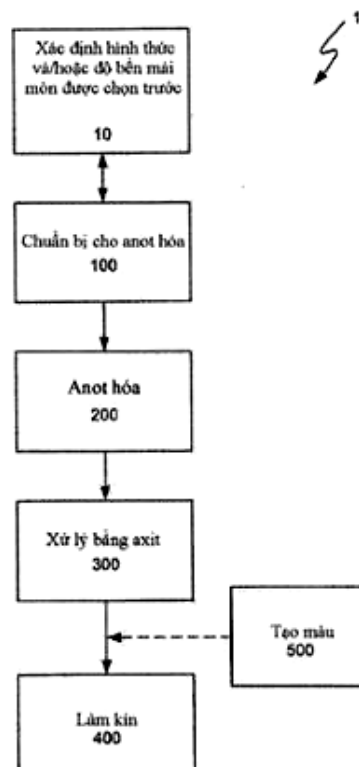 1
Xác định hình thức
và/hoặc độ bền mài
mòn được chọn trước
10
Chuẩn bị cho anot hóa
100
Anot hóa
200
Xử lý bằng axit
300
Tạo màu
500
Làm kín
400